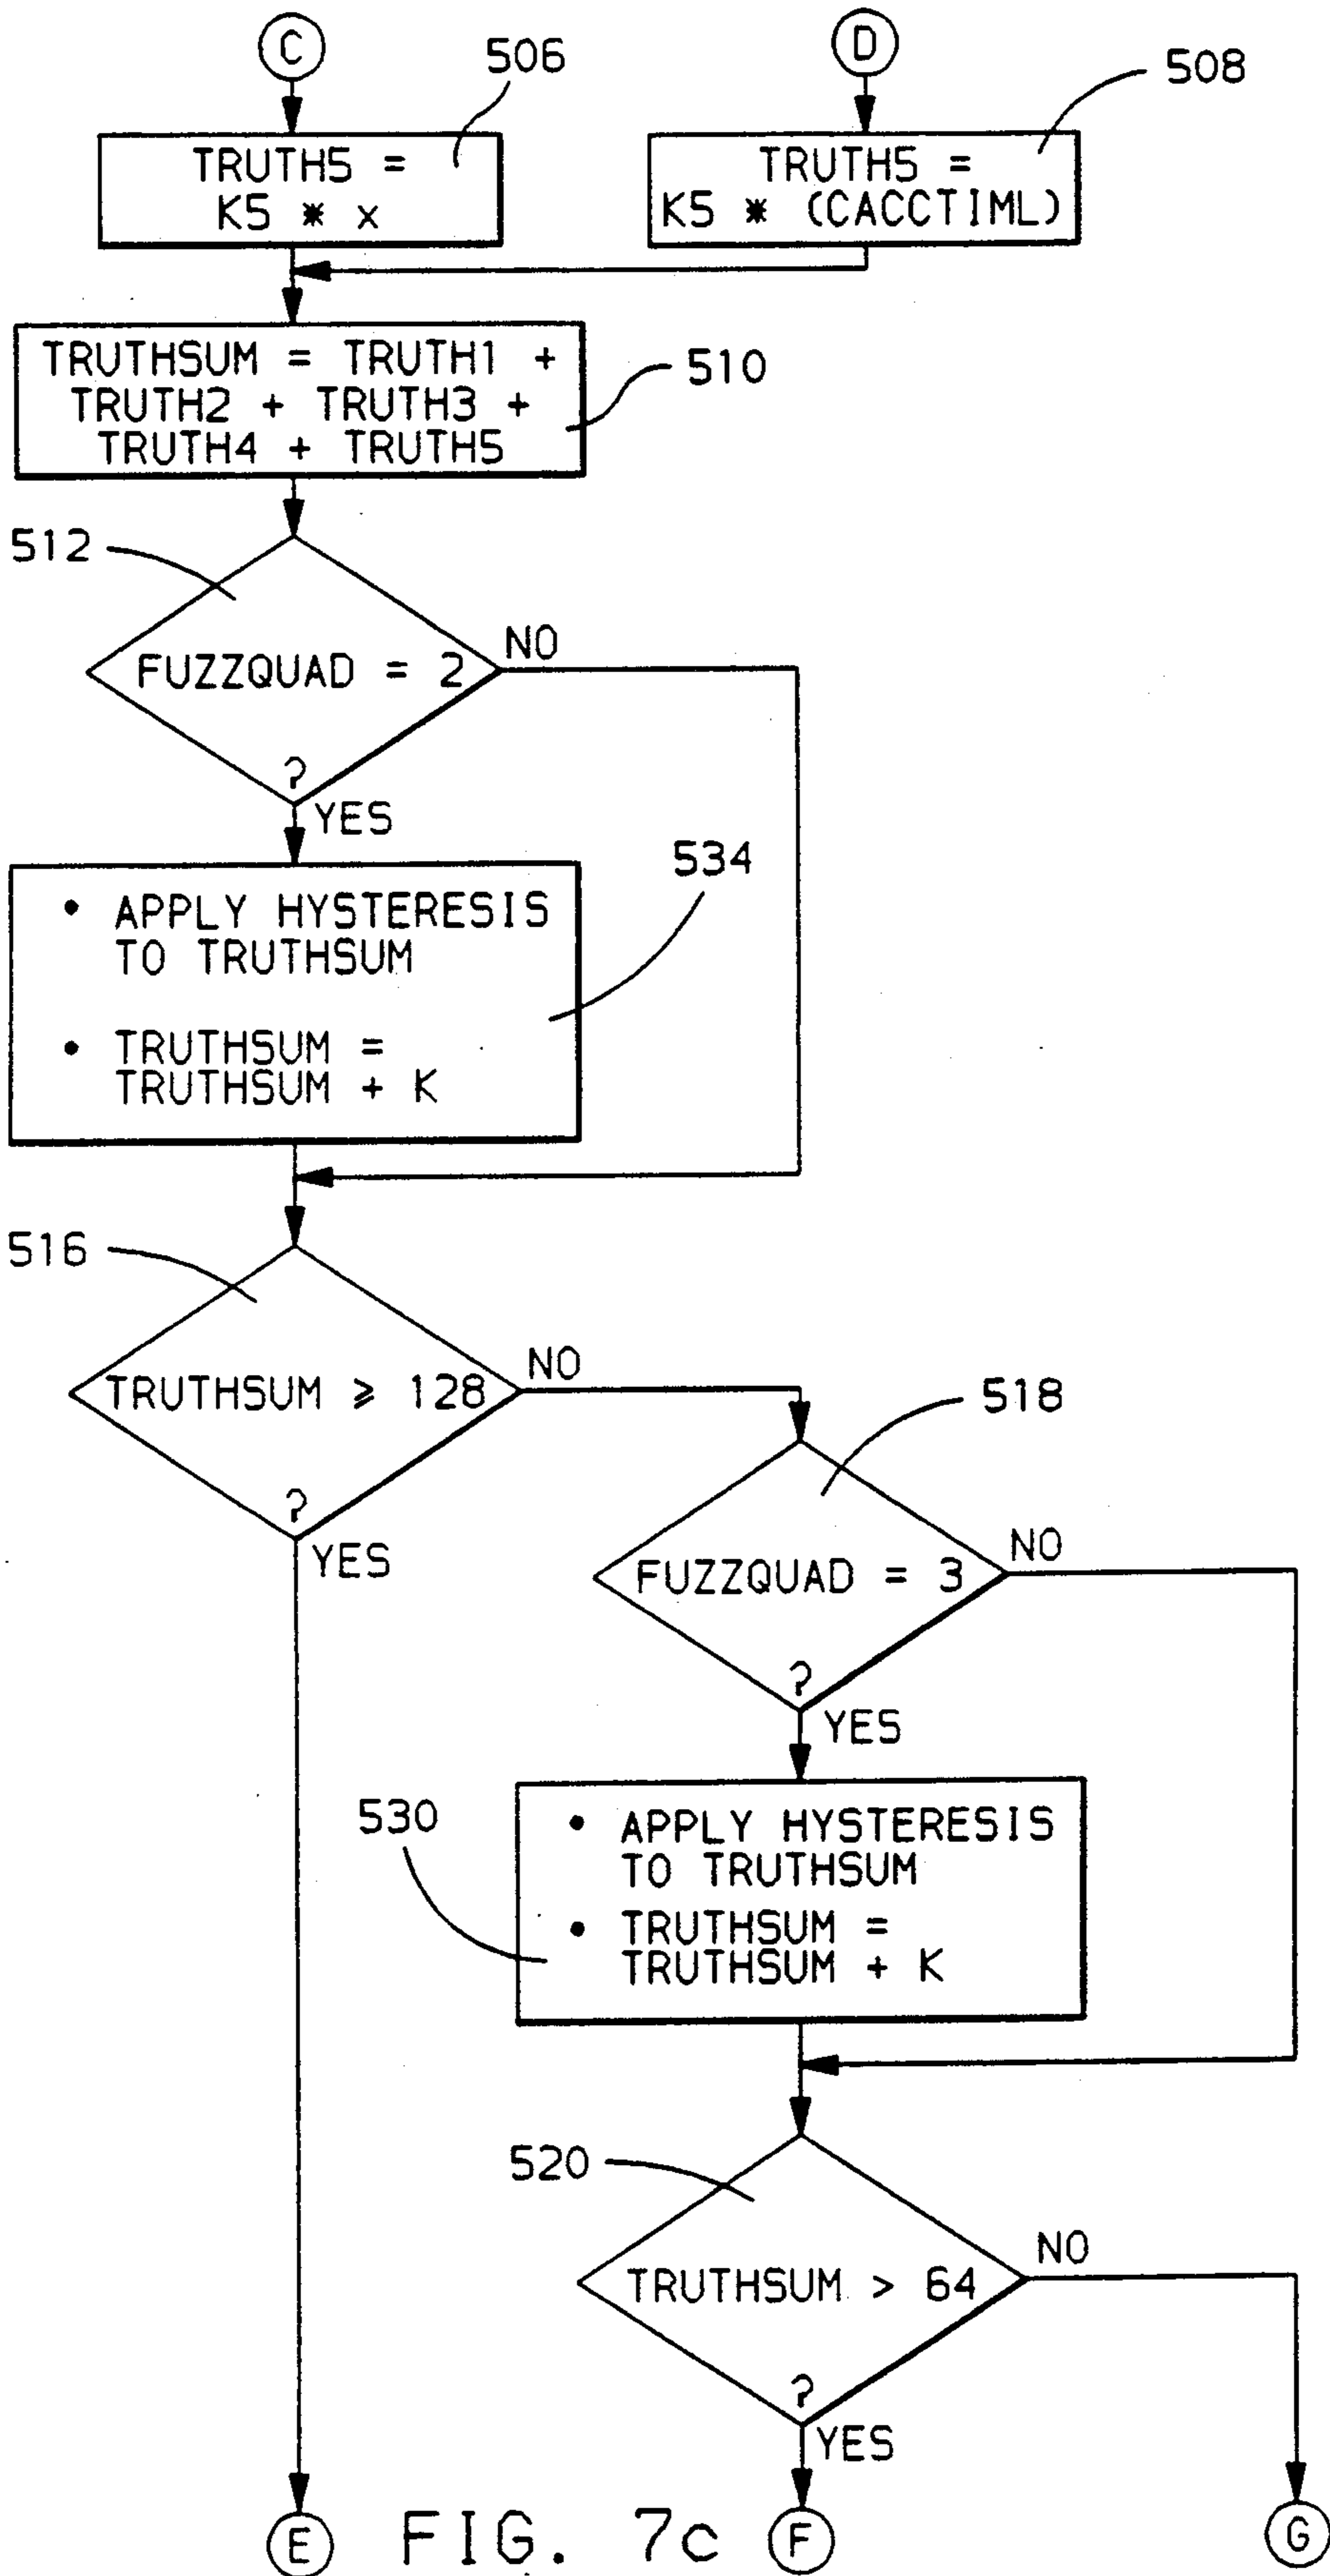 C
D
506
508
TRUTH5 =
K5 * x
TRUTH5 =
K5 * (CACCTIML)
TRUTHSUM = TRUTH1 +
TRUTH2 + TRUTH3 +
TRUTH4 + TRUTH5
510
512
FUZZQUAD = 2
?
NO
YES
534
• APPLY HYSTERESIS
TO TRUTHSUM
• TRUTHSUM =
TRUTHSUM + K
516
TRUTHSUM ⩾ 128
?
NO
YES
518
FUZZQUAD = 3
?
NO
YES
530
• APPLY HYSTERESIS
TO TRUTHSUM
• TRUTHSUM =
TRUTHSUM + K
520
TRUTHSUM > 64
?
NO
YES
E
FIG. 7c
F
G